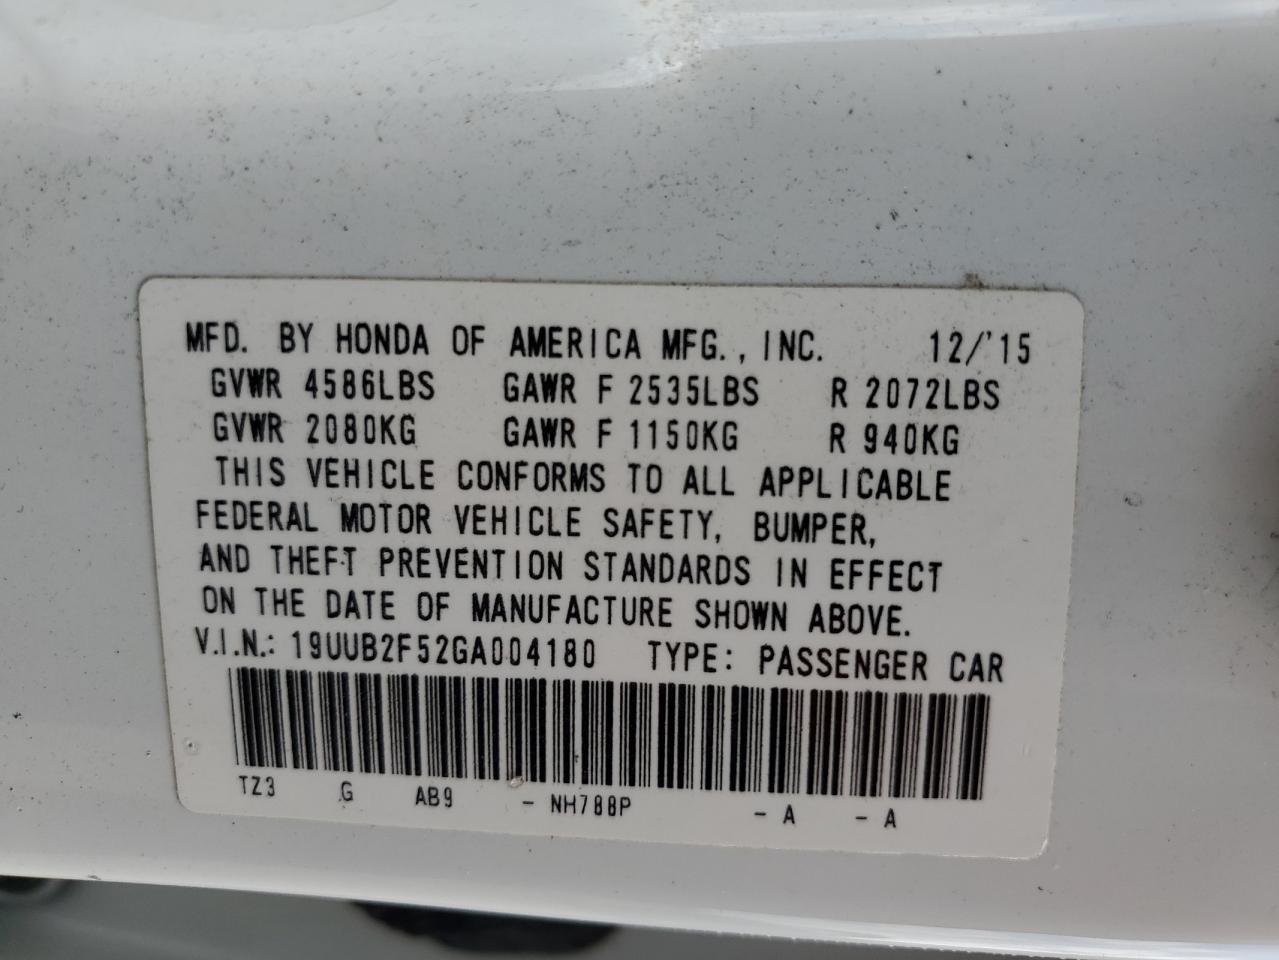 MFD. BY HONDA OF AMERICA MFG., INC. 12/'15
GVWR 4586LBS GAWR F 2535LBS R 2072LBS
GVWR 2080KG GAWR F 1150KG R 940KG
THIS VEHICLE CONFORMS TO ALL APPLICABLE
FEDERAL MOTOR VEHICLE SAFETY, BUMPER,
AND THEFT PREVENTION STANDARDS IN EFFECT
ON THE DATE OF MANUFACTURE SHOWN ABOVE.
V.I.N.: 19UUB2F52GA004180 TYPE: PASSENGER CAR
TZ3 G AB9 - NH788P - A - A